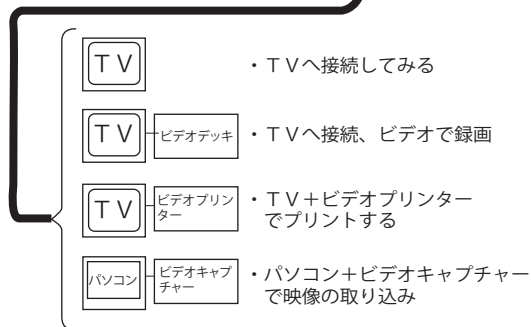 ＴＶ
・ＴＶへ接続してみる
ＴＶ
ビデオデッキ
・ＴＶへ接続、ビデオで録画
ＴＶ
ビデオプリン
ター
・ＴＶ＋ビデオプリンター
でプリントする
パソコン
ビデオキャプ
チャー
・パソコン＋ビデオキャプチャー
で映像の取り込み